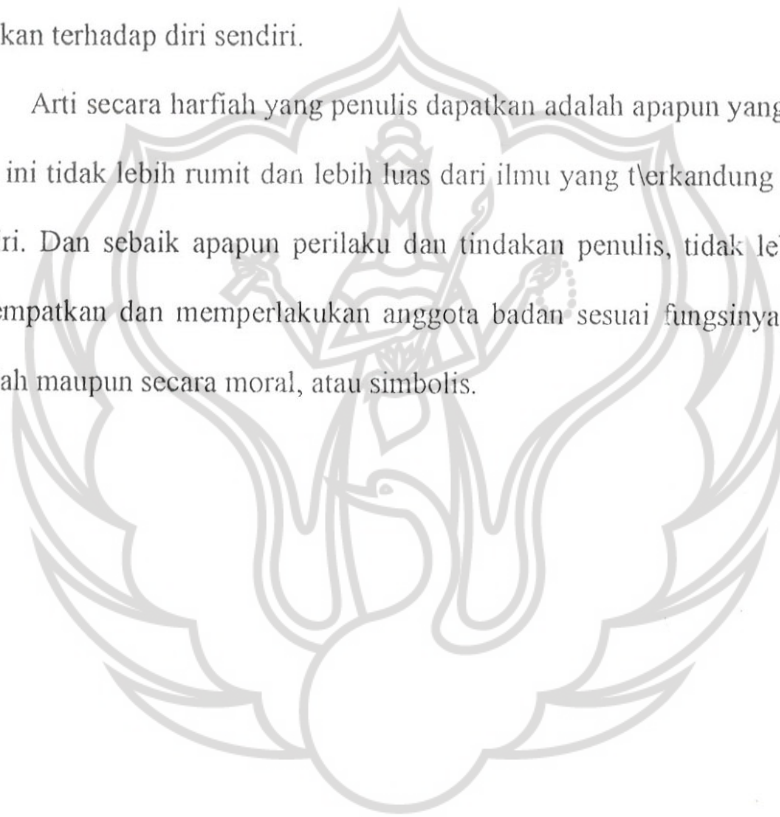 kan terhadap diri sendiri.
Arti secara harfiah yang penulis dapatkan adalah apapun yang
ini tidak lebih rumit dan lebih luas dari ilmu yang t\erkandung
ri. Dan sebaik apapun perilaku dan tindakan penulis, tidak le
empatkan dan memperlakukan anggota badan sesuai fungsinya
ah maupun secara moral, atau simbolis.